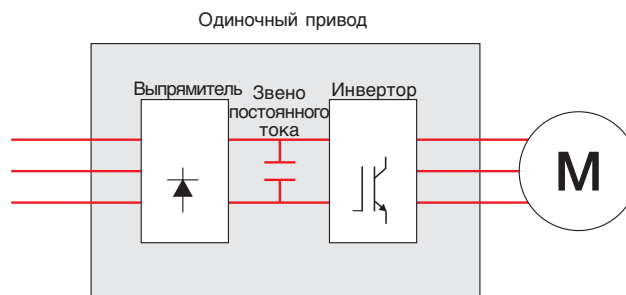 Одиночный привод
Выпрямитель
Звено
постоянного
тока
Инвертор
M